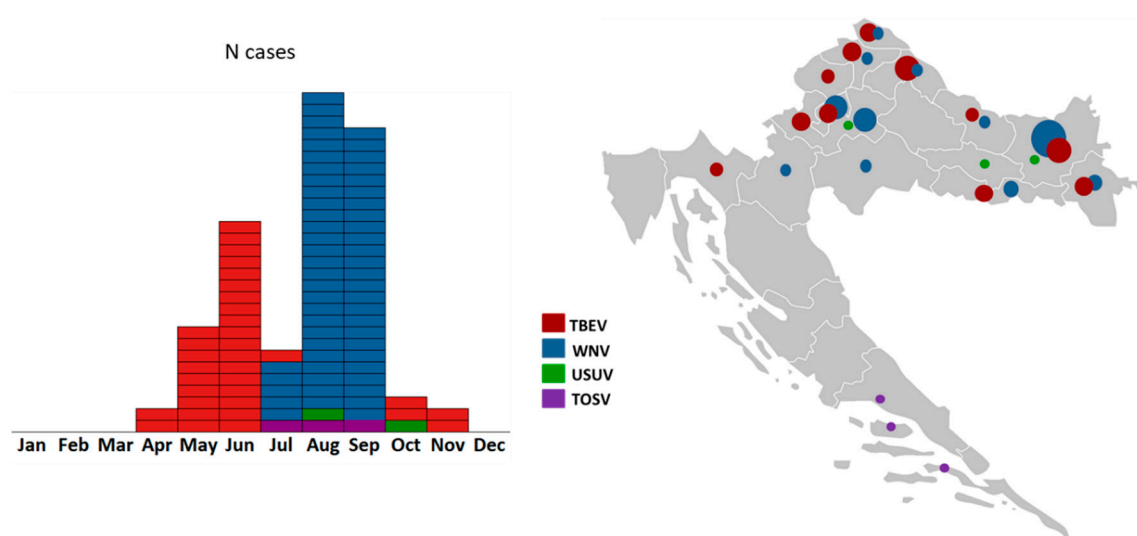 N cases
Jan Feb Mar Apr May Jun Jul Aug Sep Oct Nov Dec
TBEV
WNV
USUV
TOSV